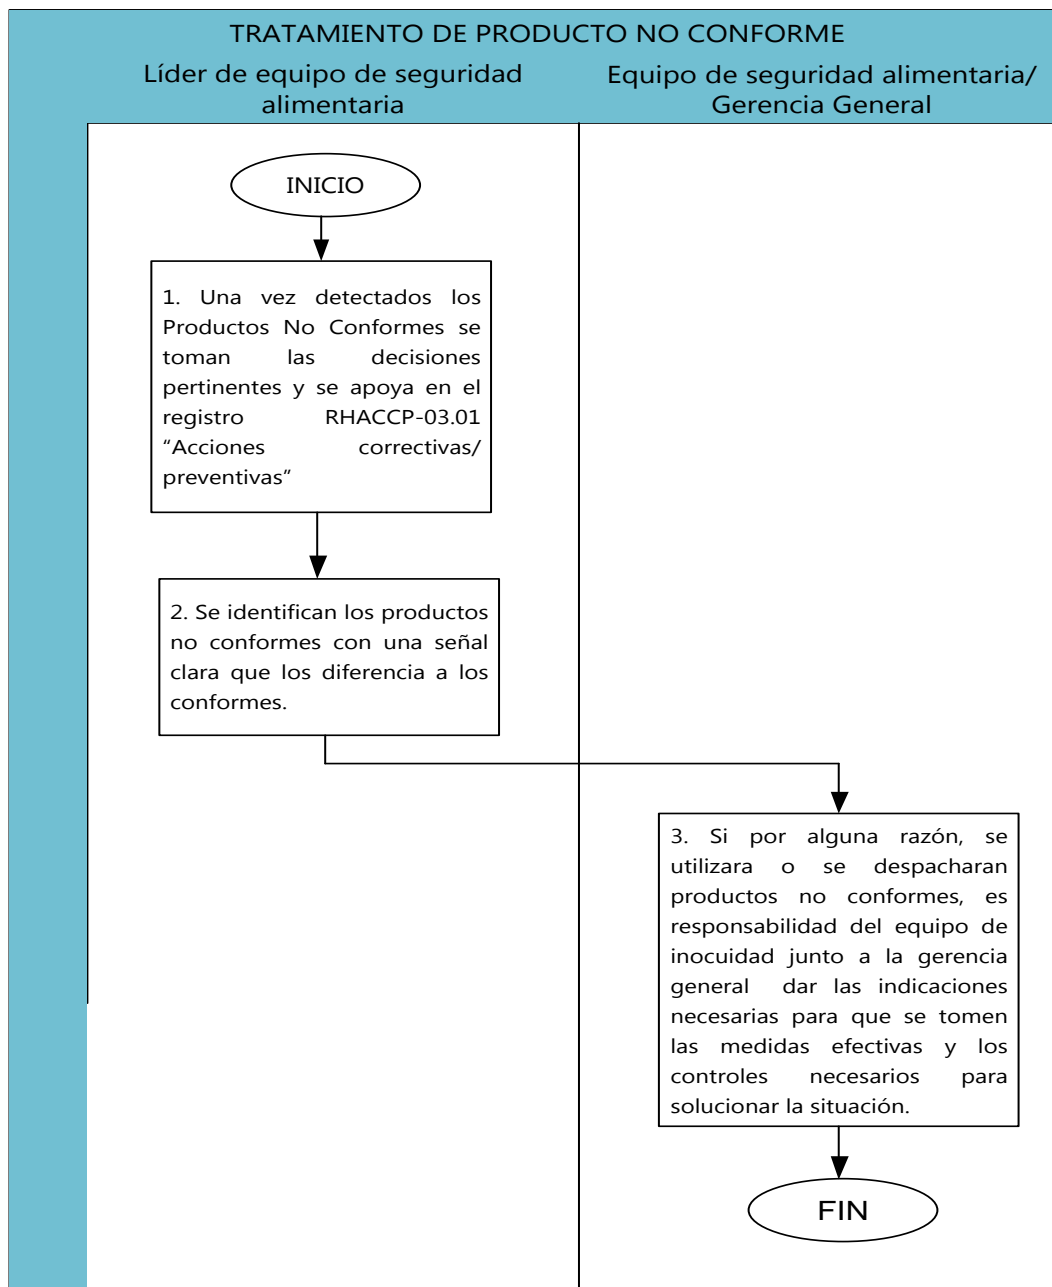 TRATAMIENTO DE PRODUCTO NO CONFORME
Líder de equipo de seguridad
alimentaria
Equipo de seguridad alimentaria/
Gerencia General
INICIO
1. Una vez detectados los
Productos No Conformes se
toman las decisiones
pertinentes y se apoya en el
registro RHACCP-03.01
“Acciones correctivas/
preventivas”
2. Se identifican los productos
no conformes con una señal
clara que los diferencia a los
conformes.
3. Si por alguna razón, se
utilizara o se despacharan
productos no conformes, es
responsabilidad del equipo de
inocuidad junto a la gerencia
general dar las indicaciones
necesarias para que se tomen
las medidas efectivas y los
controles necesarios para
solucionar la situación.
FIN